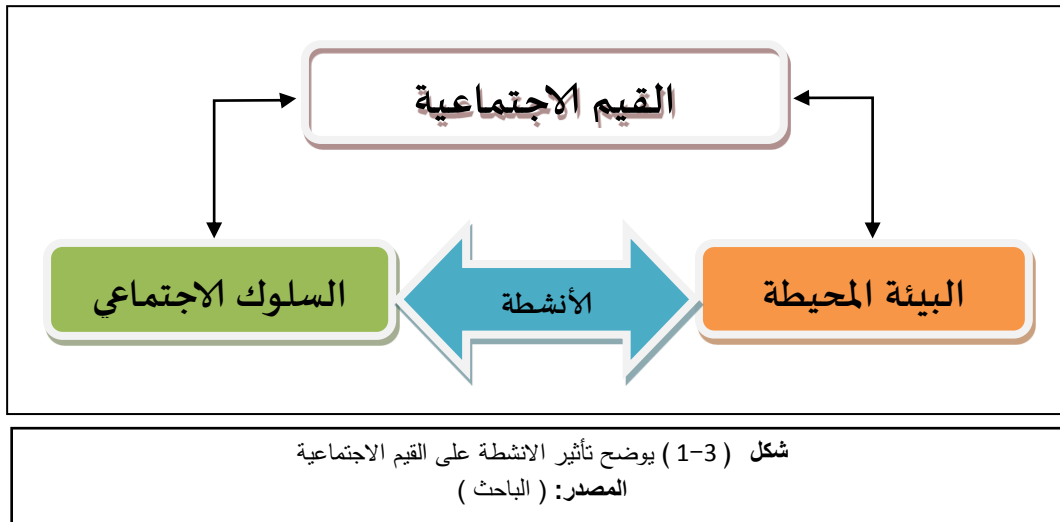 القيم الاجتماعية
البيئة المحيطة
الأنشطة
السلوك الاجتماعي
شكل ( 3-1 ) يوضح تأثير الانشطة على القيم الاجتماعية
المصدر: ( الباحث )